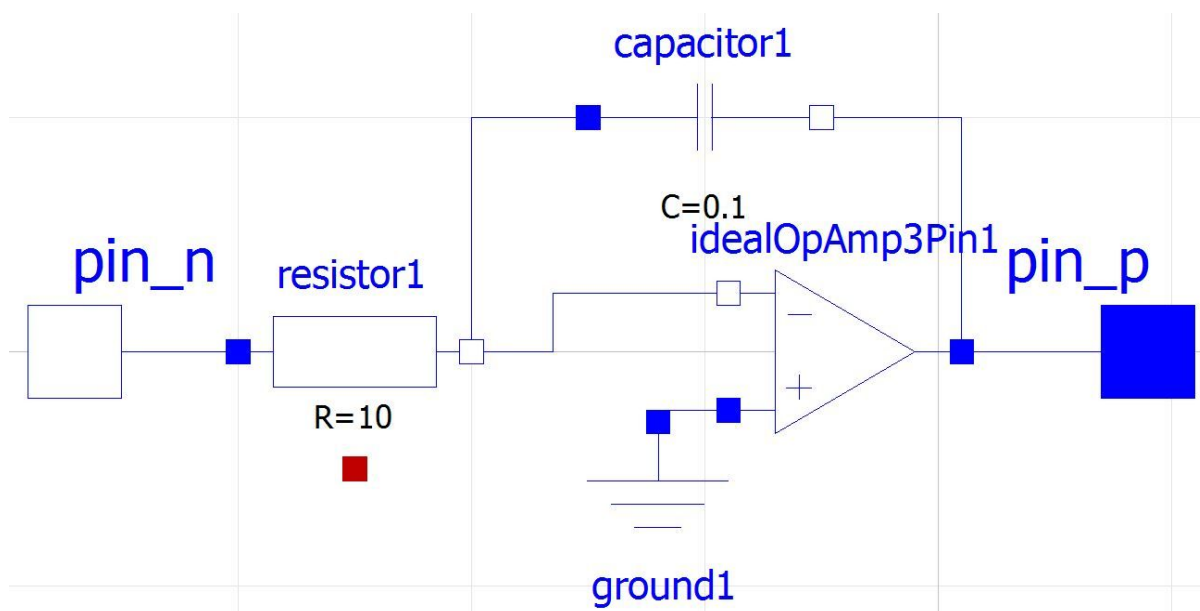 capacitor1
C=0.1
idealOpAmp3Pin1
pin_n
resistor1
pin_p
R=10
ground1